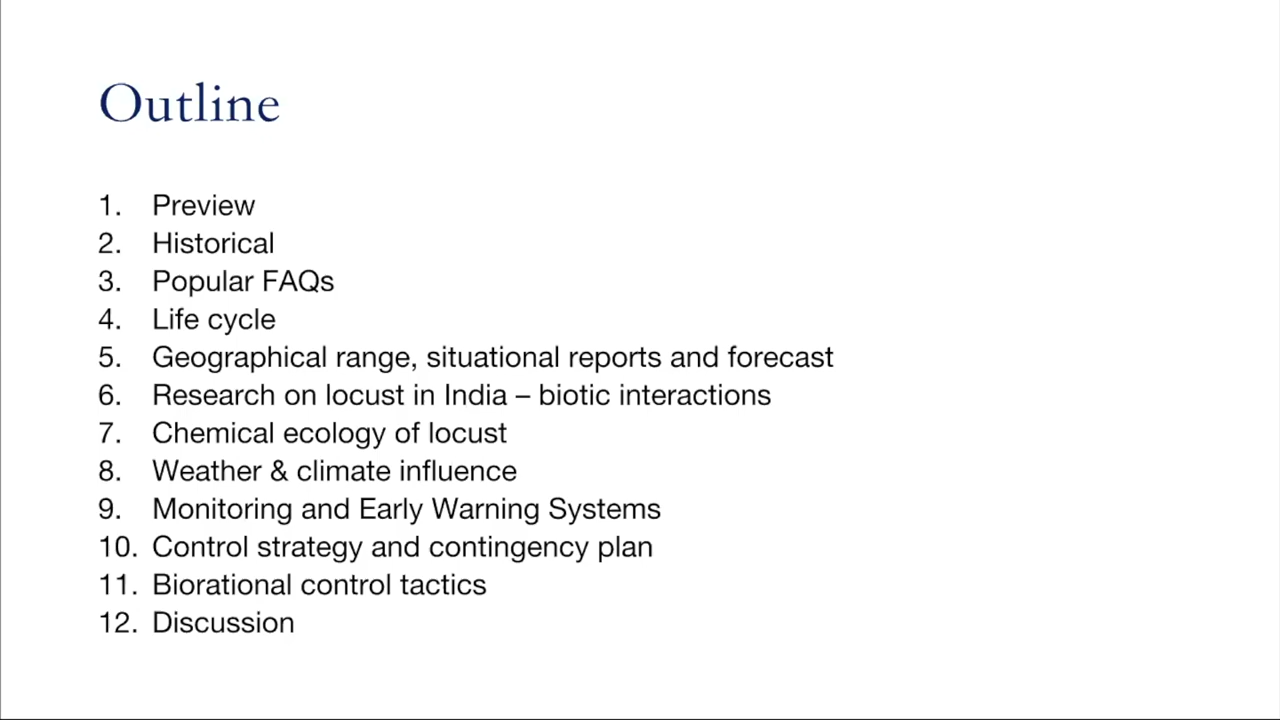 Outline
1. Preview
2. Historical
3. Popular FAQs
4. Life cycle
5. Geographical range, situational reports and forecast
6. Research on locust in India – biotic interactions
7. Chemical ecology of locust
8. Weather & climate influence
9. Monitoring and Early Warning Systems
10. Control strategy and contingency plan
11. Biorational control tactics
12. Discussion